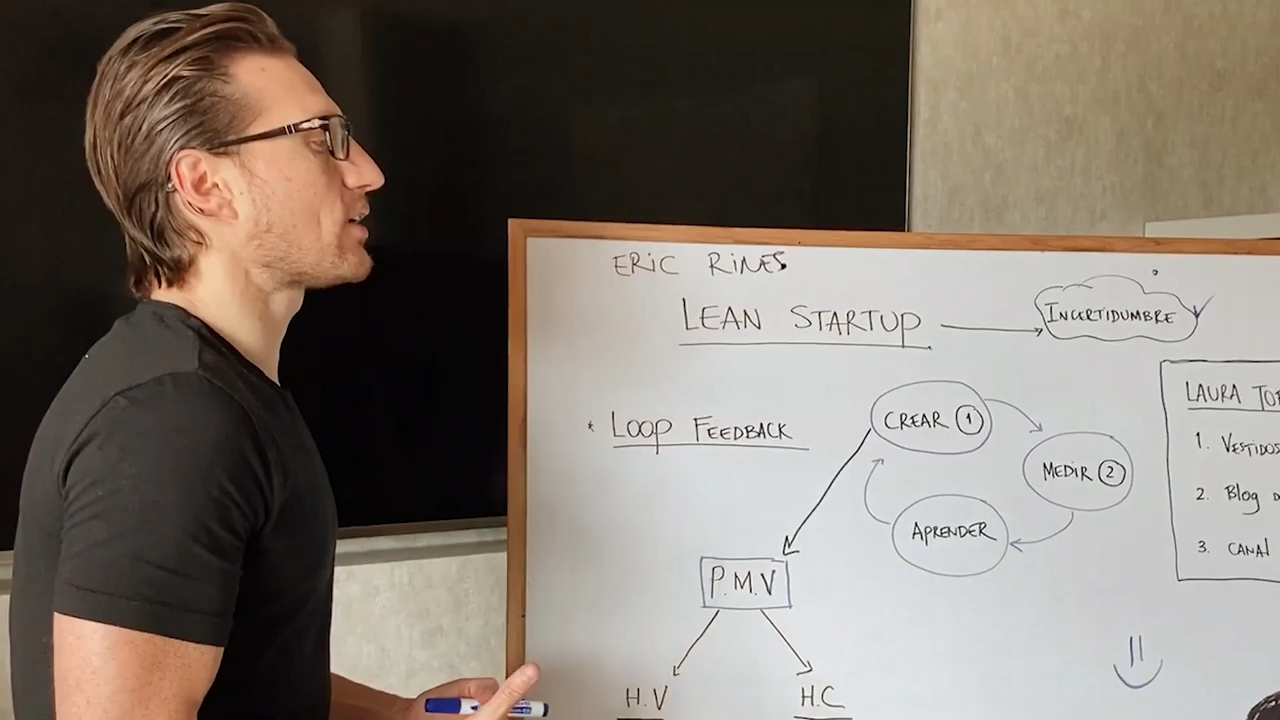 ERIC RINES
LEAN STARTUP
INCERTIDUMBRE
* LOOP FEEDBACK
CREAR 1
MEDIR 2
APRENDER
P.M.V
H.V
H.C
LAURA
1. VESTIDOS
2. Blog
3. CANAL